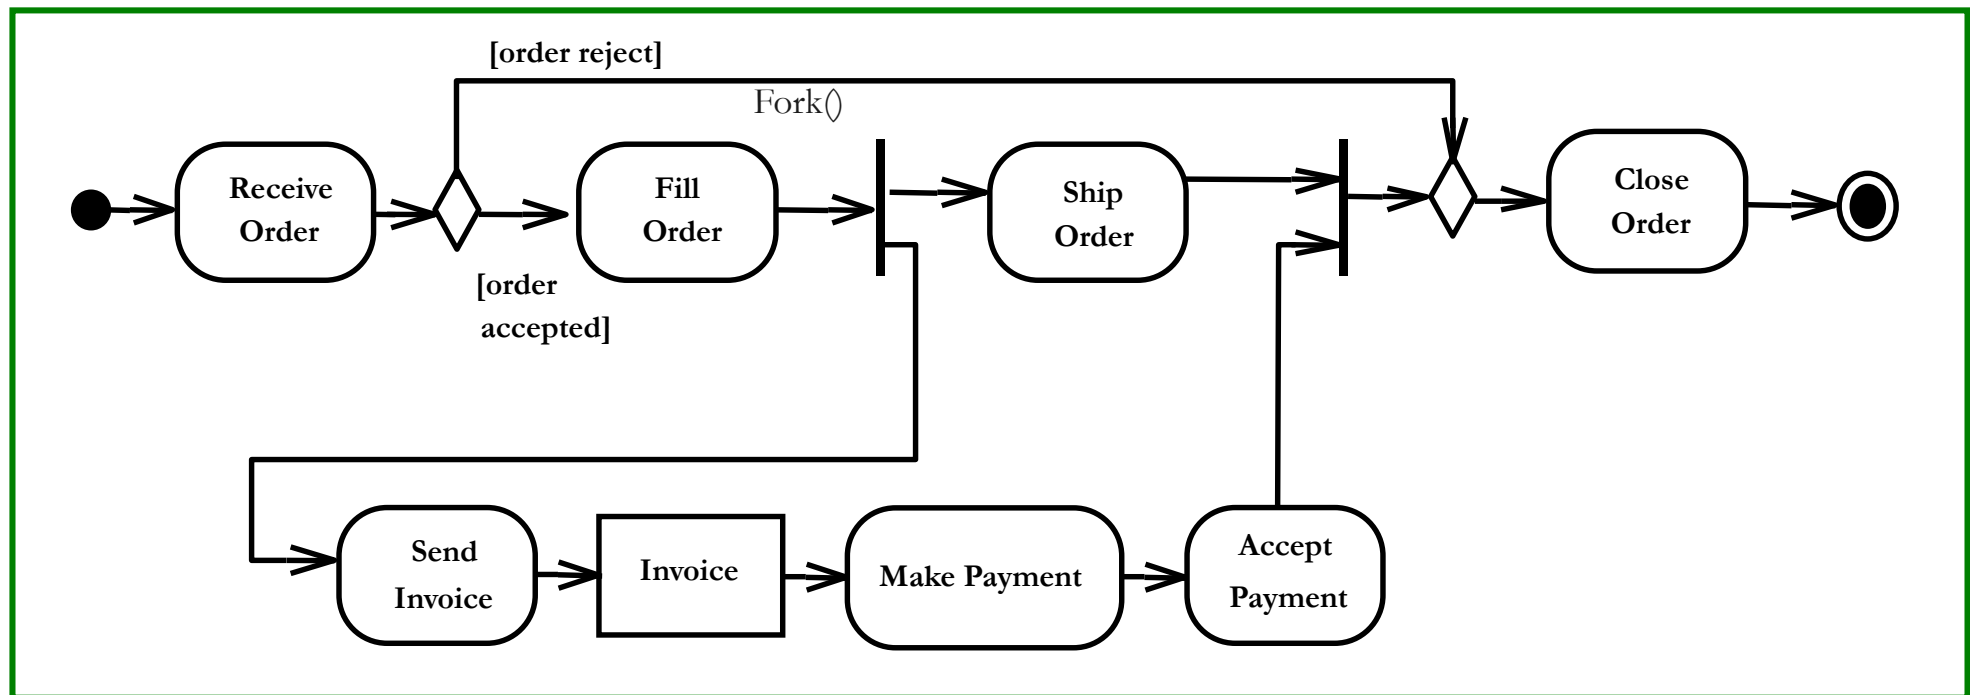 [order reject]
Fork()
Receive
Order
Fill
Order
Ship
Order
Close
Order
[order
accepted]
Send
Invoice
Invoice
Make Payment
Accept
Payment